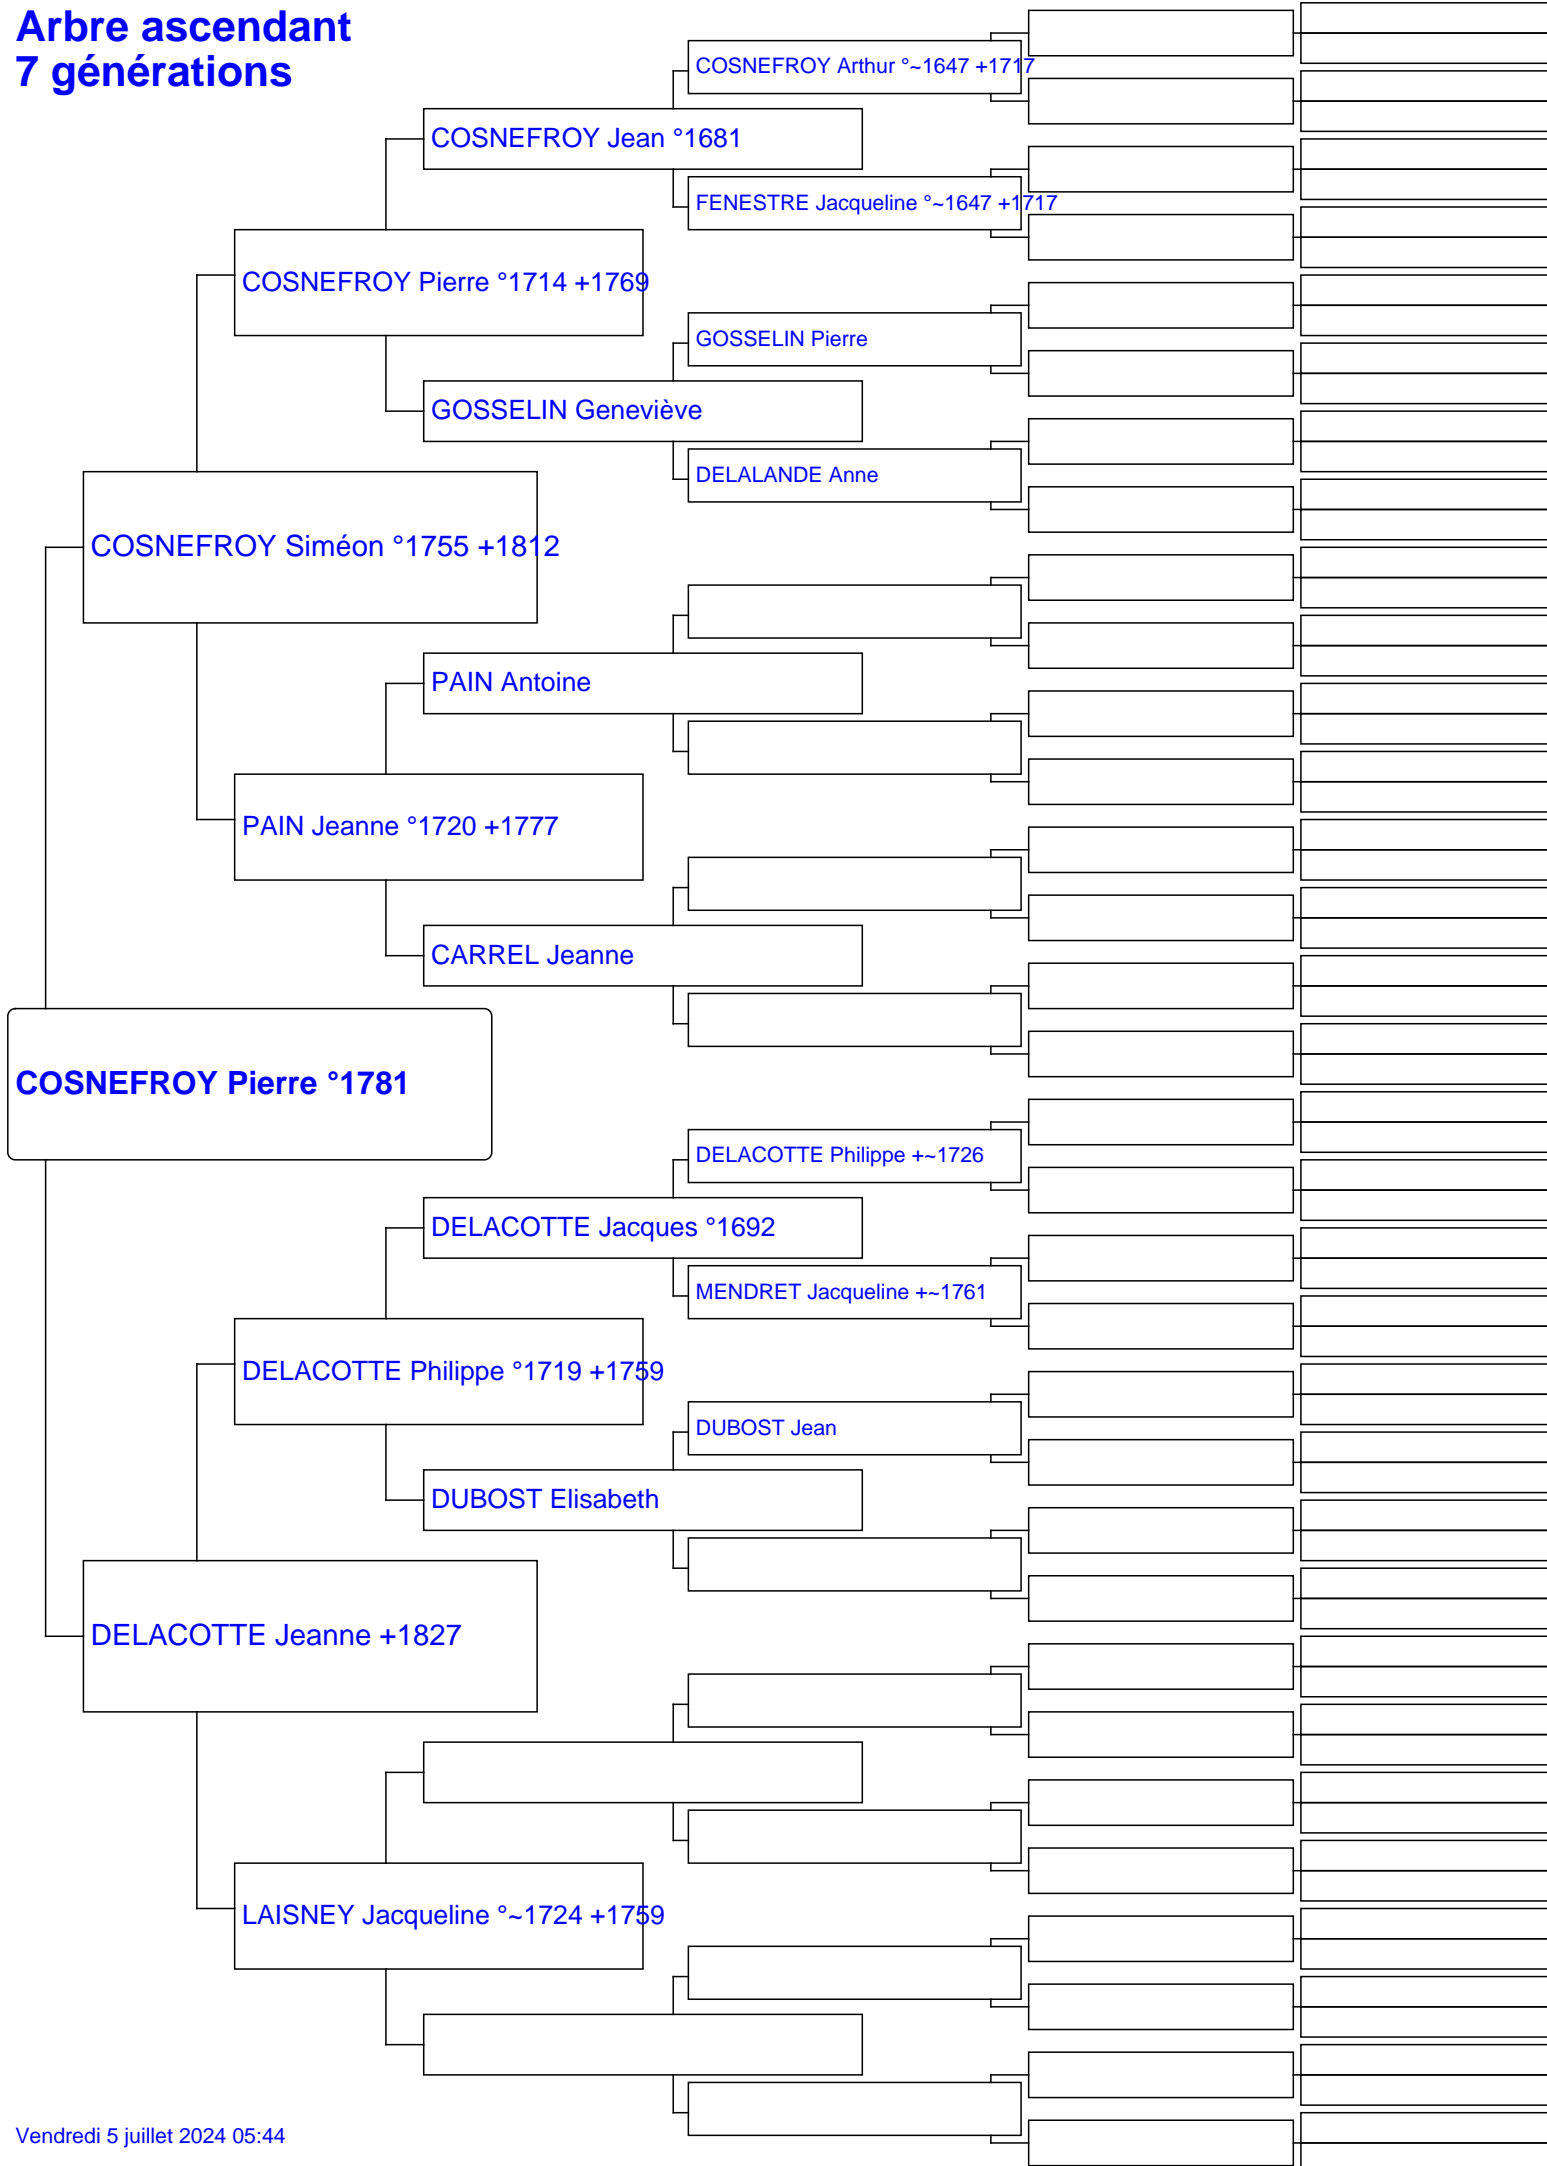 Arbre ascendant
7 générations
COSNEFROY Arthur °~1647 +1717
COSNEFROY Jean °1681
FENESTRE Jacqueline °~1647 +1717
COSNEFROY Pierre °1714 +1769
GOSSELIN Pierre
GOSSELIN Geneviève
DELALANDE Anne
COSNEFROY Siméon °1755 +1812
PAIN Antoine
PAIN Jeanne °1720 +1777
CARREL Jeanne
COSNEFROY Pierre °1781
DELACOTTE Philippe +~1726
DELACOTTE Jacques °1692
MENDRET Jacqueline +~1761
DELACOTTE Philippe °1719 +1759
DUBOST Jean
DUBOST Elisabeth
DELACOTTE Jeanne +1827
LAISNEY Jacqueline °~1724 +1759
Vendredi 5 juillet 2024 05:44